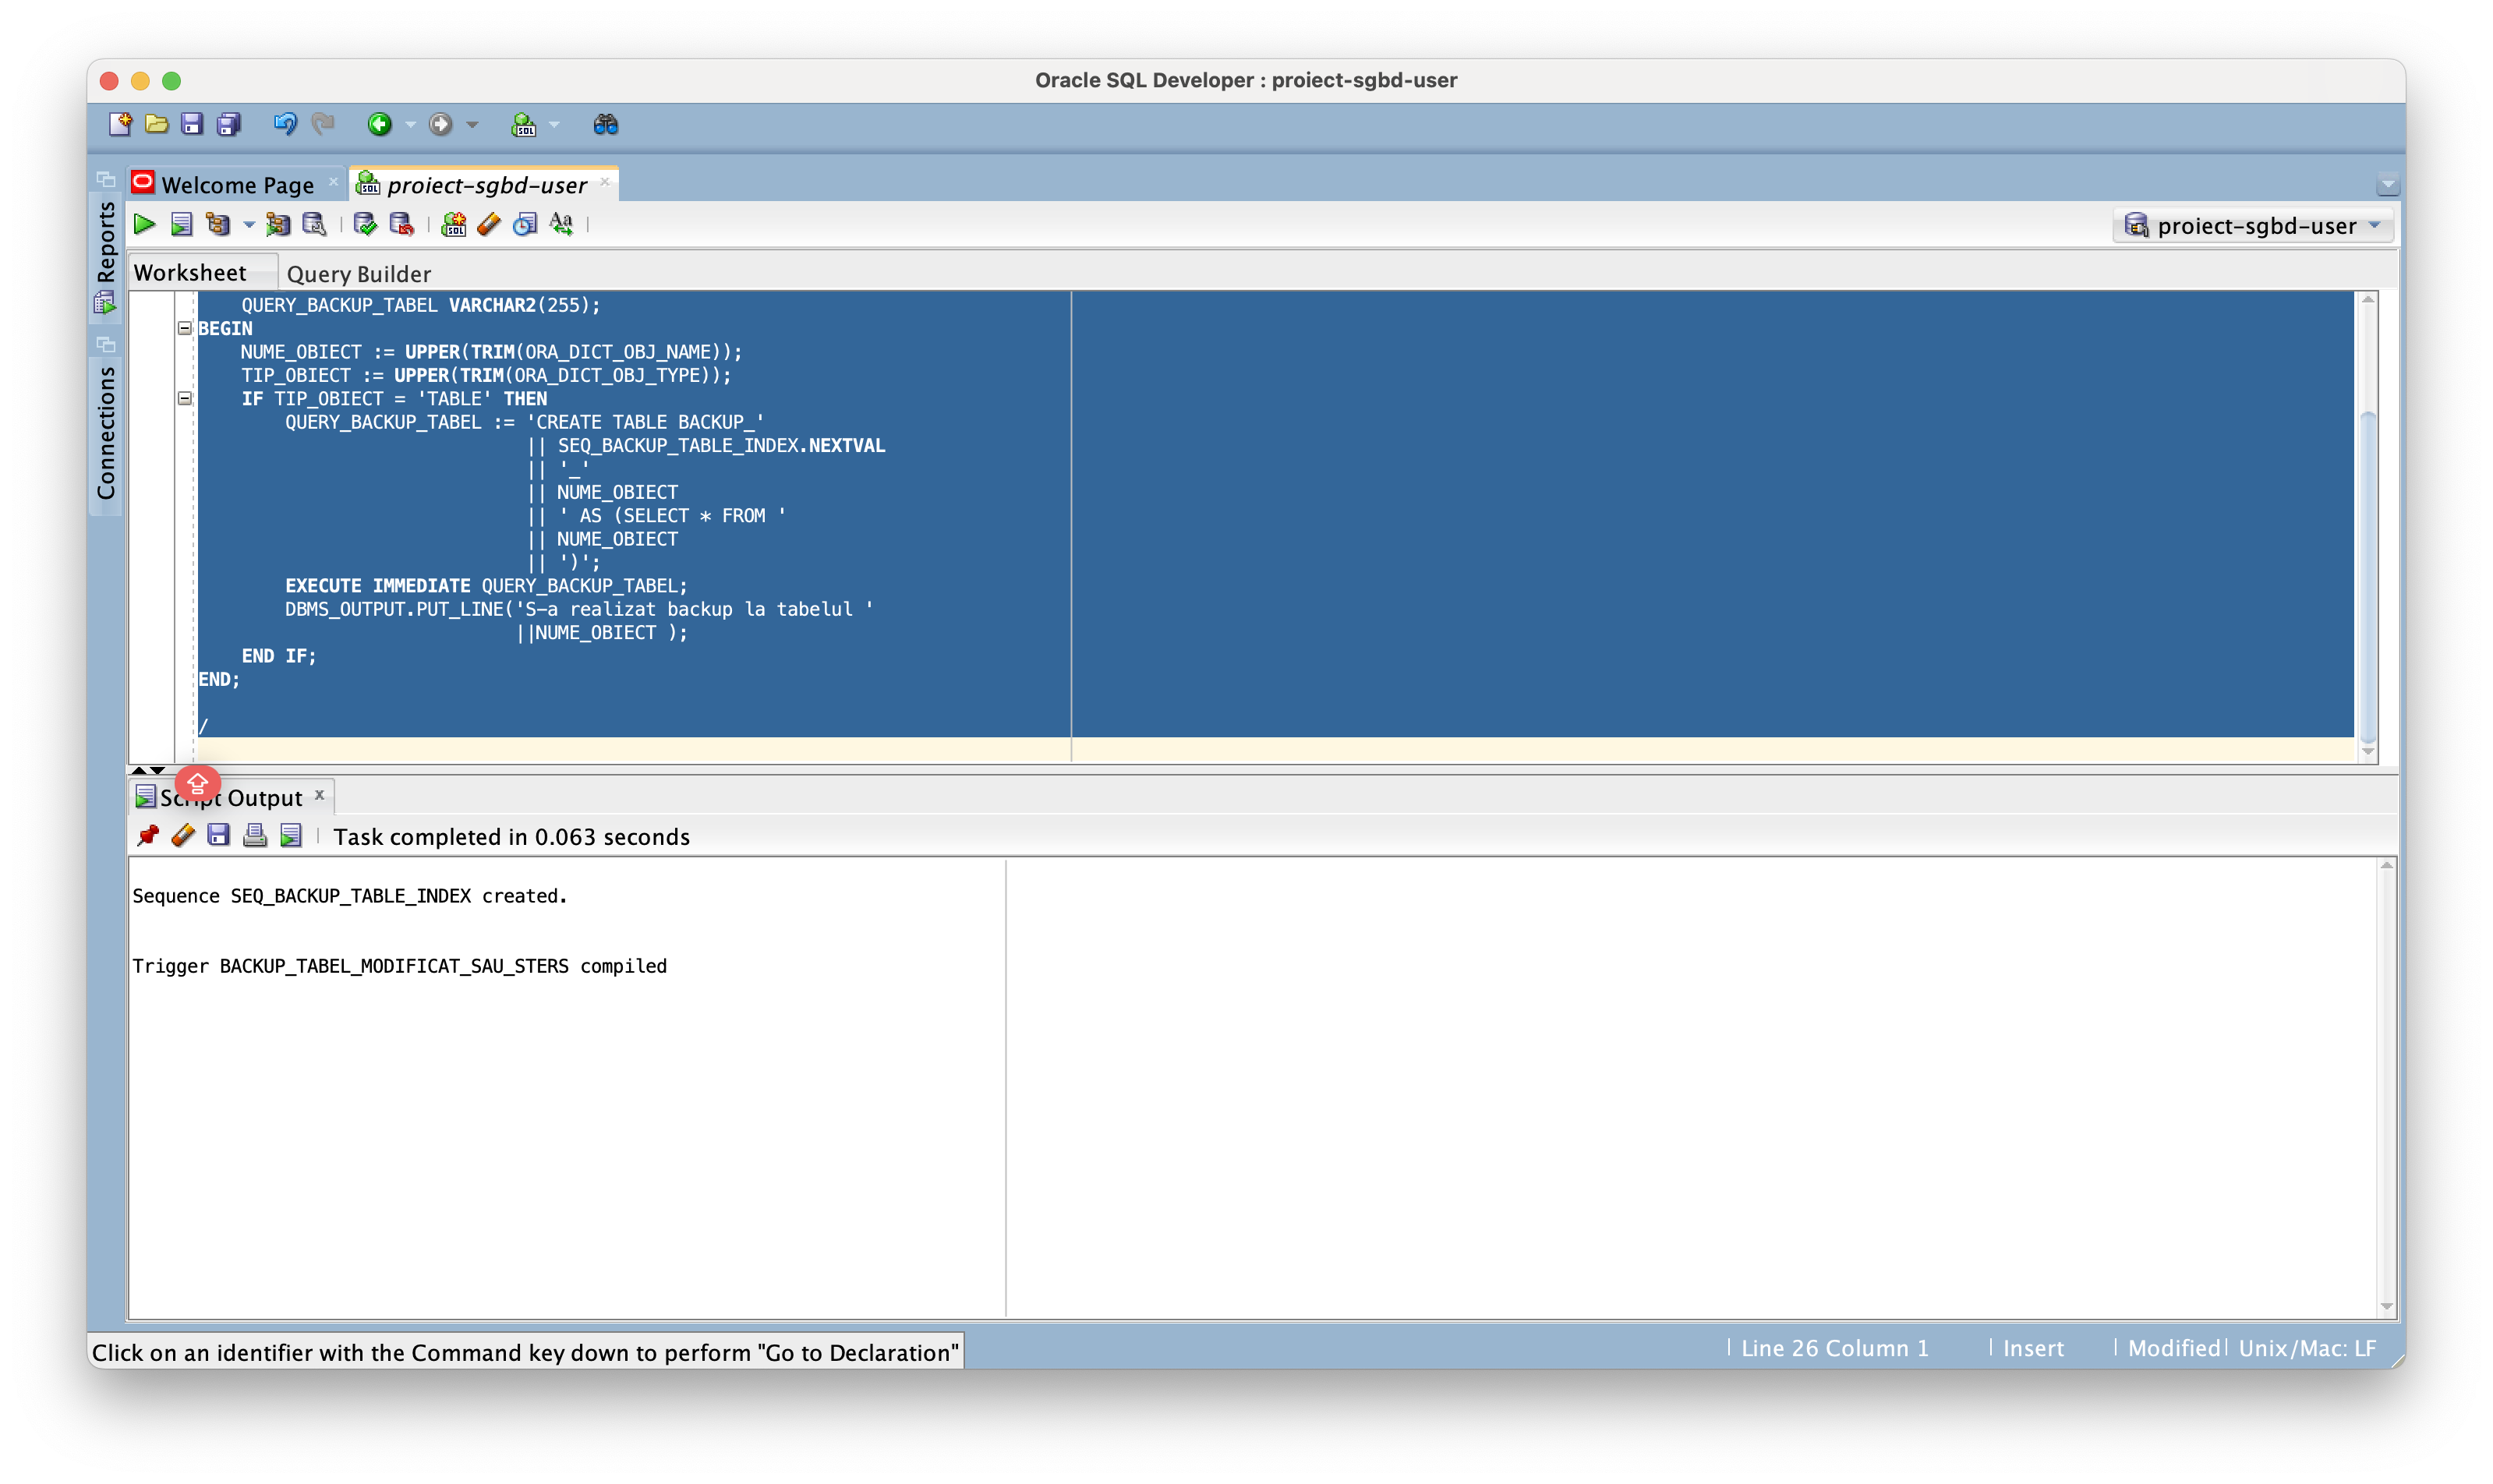 Oracle SQL Developer : proiect-sgbd-user
Welcome Page
proiect-sgbd-user
proiect-sgbd-user
Reports
Connections
Worksheet
Query Builder
QUERY_BACKUP_TABEL VARCHAR2(255);
BEGIN
NUME_OBIECT := UPPER(TRIM(ORA_DICT_OBJ_NAME));
TIP_OBIECT := UPPER(TRIM(ORA_DICT_OBJ_TYPE));
IF TIP_OBIECT = 'TABLE' THEN
QUERY_BACKUP_TABEL := 'CREATE TABLE BACKUP_'
|| SEQ_BACKUP_TABLE_INDEX.NEXTVAL
|| '_'
|| NUME_OBIECT
|| ' AS (SELECT * FROM '
|| NUME_OBIECT
|| ')';
EXECUTE IMMEDIATE QUERY_BACKUP_TABEL;
DBMS_OUTPUT.PUT_LINE('S-a realizat backup la tabelul '
||NUME_OBIECT );
END IF;
END;
/
Script Output
Task completed in 0.063 seconds
Sequence SEQ_BACKUP_TABLE_INDEX created.
Trigger BACKUP_TABEL_MODIFICAT_SAU_STERS compiled
Click on an identifier with the Command key down to perform "Go to Declaration"
Line 26 Column 1
Insert
Modified
Unix/Mac: LF